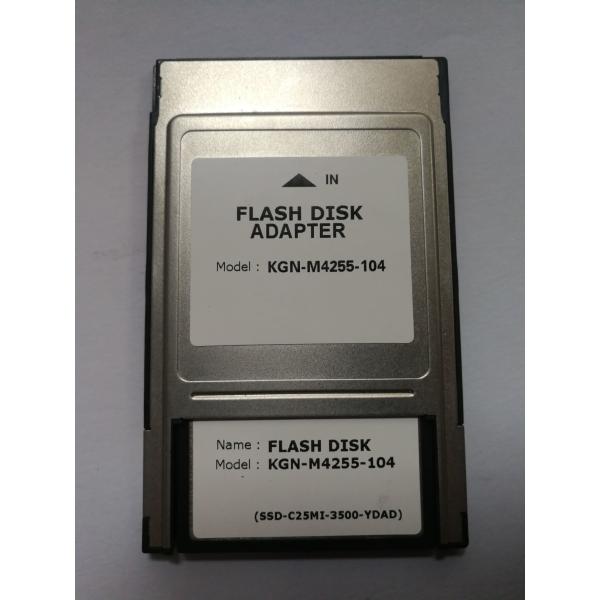 IN
FLASH DISK
ADAPTER
Model : KGN-M4255-104
Name : FLASH DISK
Model : KGN-M4255-104
(SSD-C25MI-3500-YDAD)